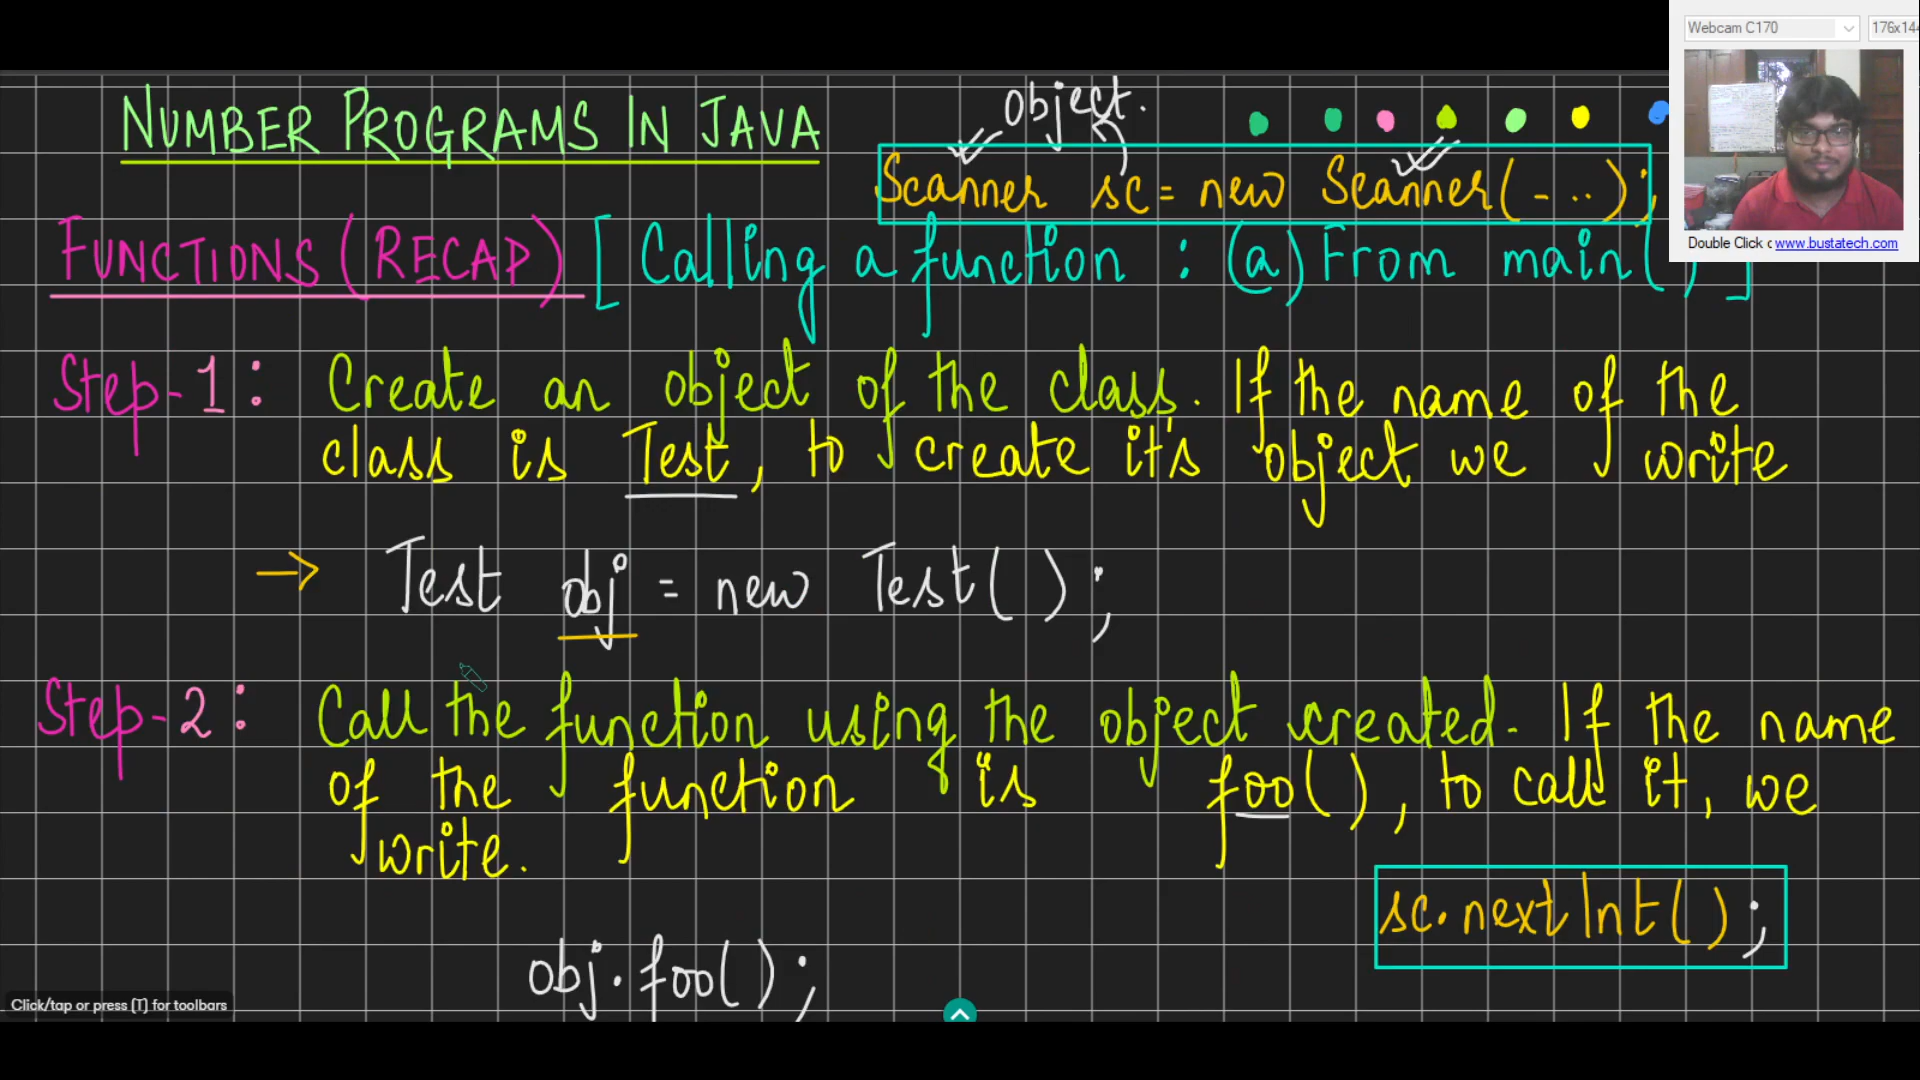 Webcam C170
176x144
Double Click c www.bustatech.com
NUMBER PROGRAMS IN JAVA
object.
Scanner sc = new Scanner(-...);
FUNCTIONS (RECAP) [Calling a function : (a) From main( ) ]
Step-1: Create an object of the class. If the name of the
class is Test, to create it's object we write
→ Test obj = new Test( );
Step-2: Call the function using the object created. If the name
of the function is foo( ), to call it, we
write.
sc.nextInt( );
obj.foo( );
Click/tap or press (T) for toolbars